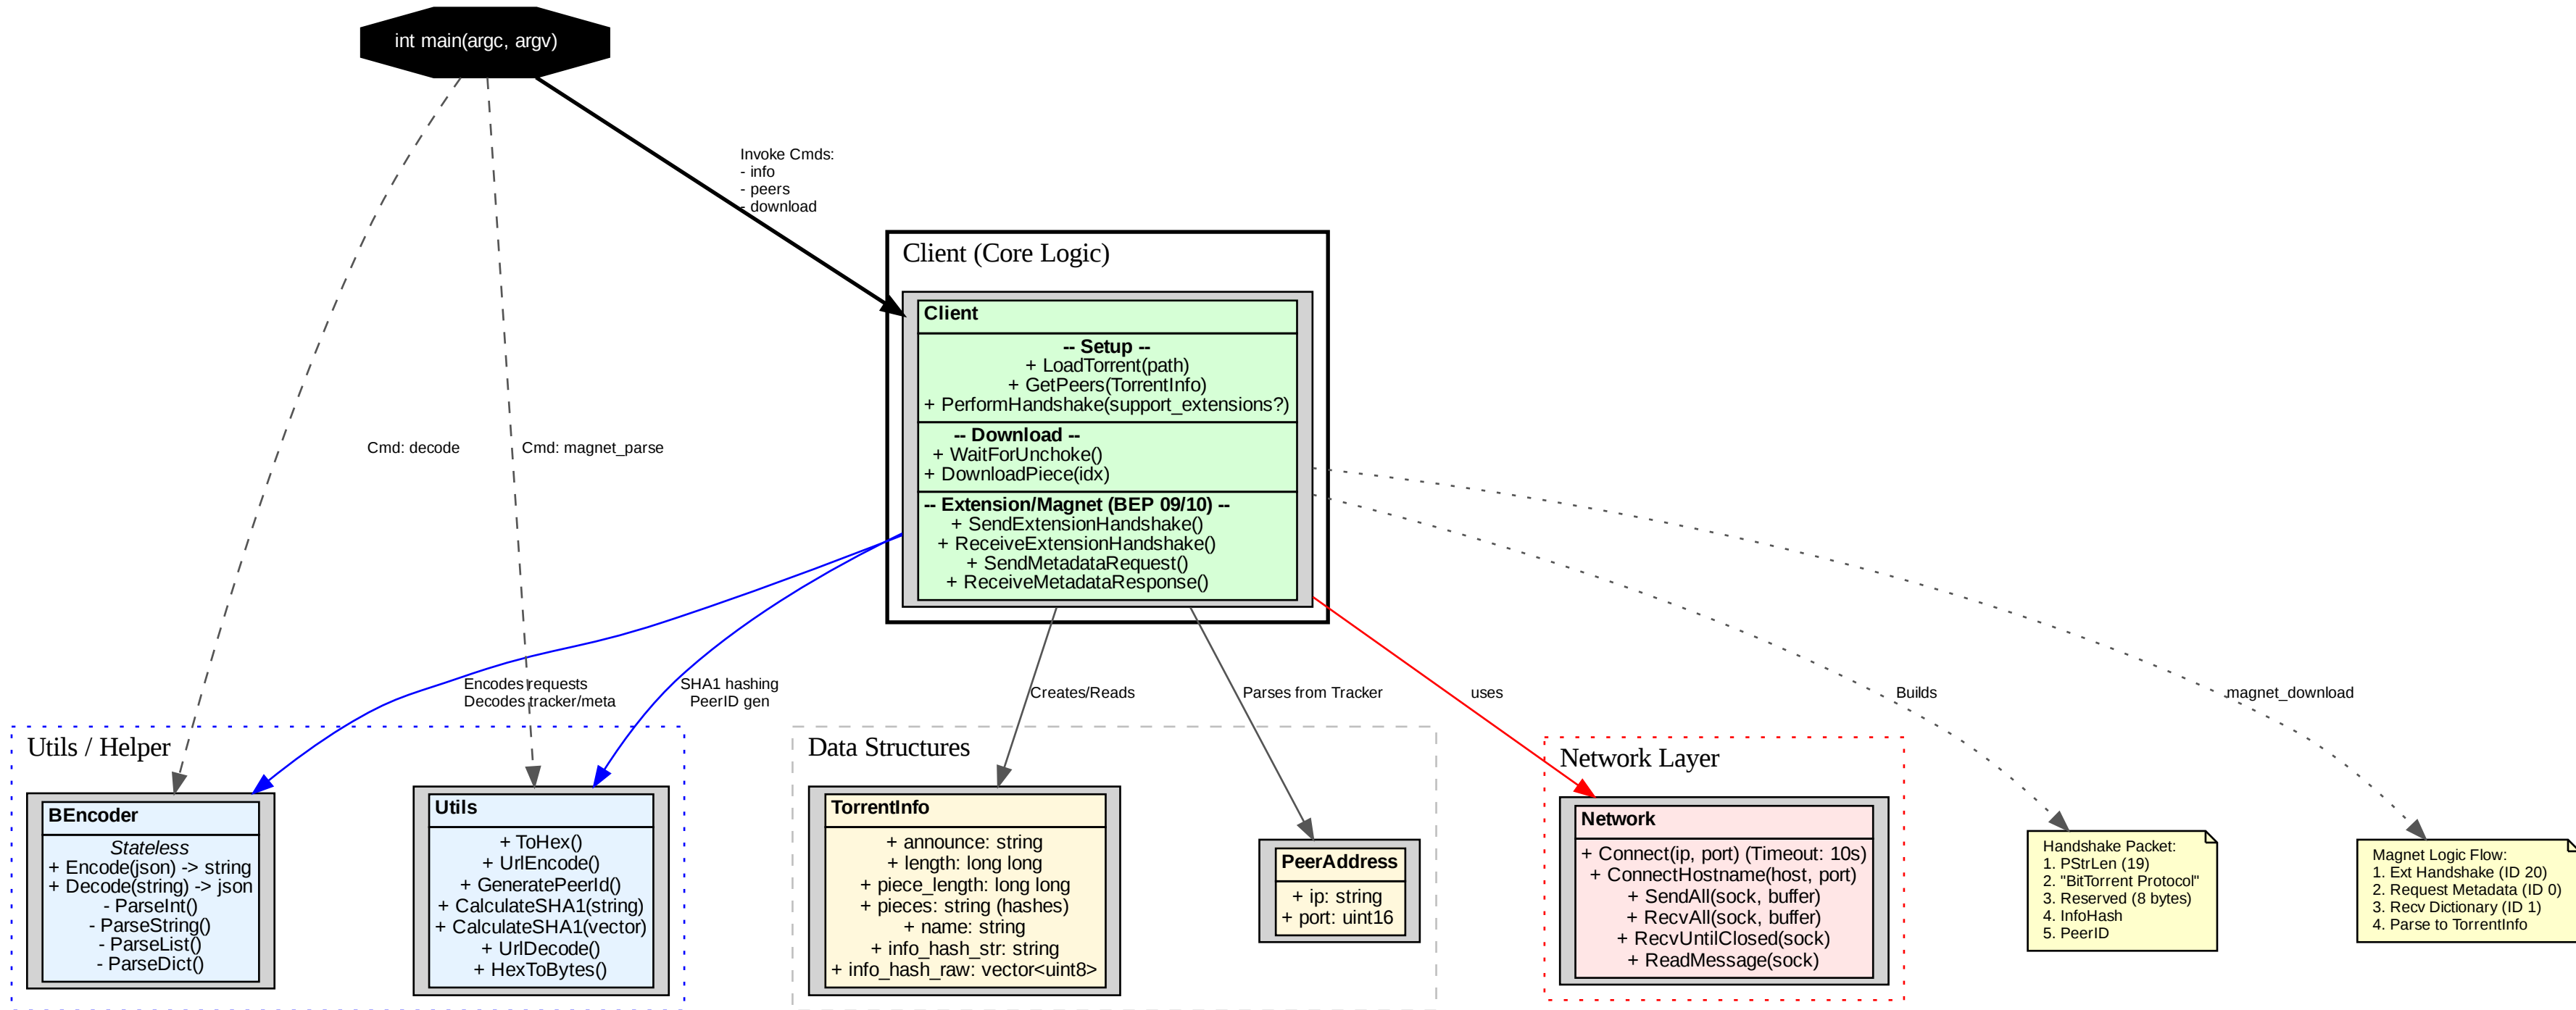 int main(argc, argv)
Invoke Cmds:
- info
- peers
- download
Client (Core Logic)
Client
-- Setup --
+ LoadTorrent(path)
+ GetPeers(TorrentInfo)
+ PerformHandshake(support_extensions?)
-- Download --
+ WaitForUnchoke()
+ DownloadPiece(idx)
-- Extension/Magnet (BEP 09/10) --
+ SendExtensionHandshake()
+ ReceiveExtensionHandshake()
+ SendMetadataRequest()
+ ReceiveMetadataResponse()
Cmd: decode
Cmd: magnet_parse
Encodes requests
Decodes tracker/meta
SHA1 hashing
PeerID gen
Creates/Reads
Parses from Tracker
uses
Builds
magnet_download
Utils / Helper
BEncoder
Stateless
+ Encode(json) -> string
+ Decode(string) -> json
- ParseInt()
- ParseString()
- ParseList()
- ParseDict()
Utils
+ ToHex()
+ UrlEncode()
+ GeneratePeerId()
+ CalculateSHA1(string)
+ CalculateSHA1(vector)
+ UrlDecode()
+ HexToBytes()
Data Structures
TorrentInfo
+ announce: string
+ length: long long
+ piece_length: long long
+ pieces: string (hashes)
+ name: string
+ info_hash_str: string
+ info_hash_raw: vector<uint8>
PeerAddress
+ ip: string
+ port: uint16
Network Layer
Network
+ Connect(ip, port) (Timeout: 10s)
+ ConnectHostname(host, port)
+ SendAll(sock, buffer)
+ RecvAll(sock, buffer)
+ RecvUntilClosed(sock)
+ ReadMessage(sock)
Handshake Packet:
1. PStrLen (19)
2. "BitTorrent Protocol"
3. Reserved (8 bytes)
4. InfoHash
5. PeerID
Magnet Logic Flow:
1. Ext Handshake (ID 20)
2. Request Metadata (ID 0)
3. Recv Dictionary (ID 1)
4. Parse to TorrentInfo